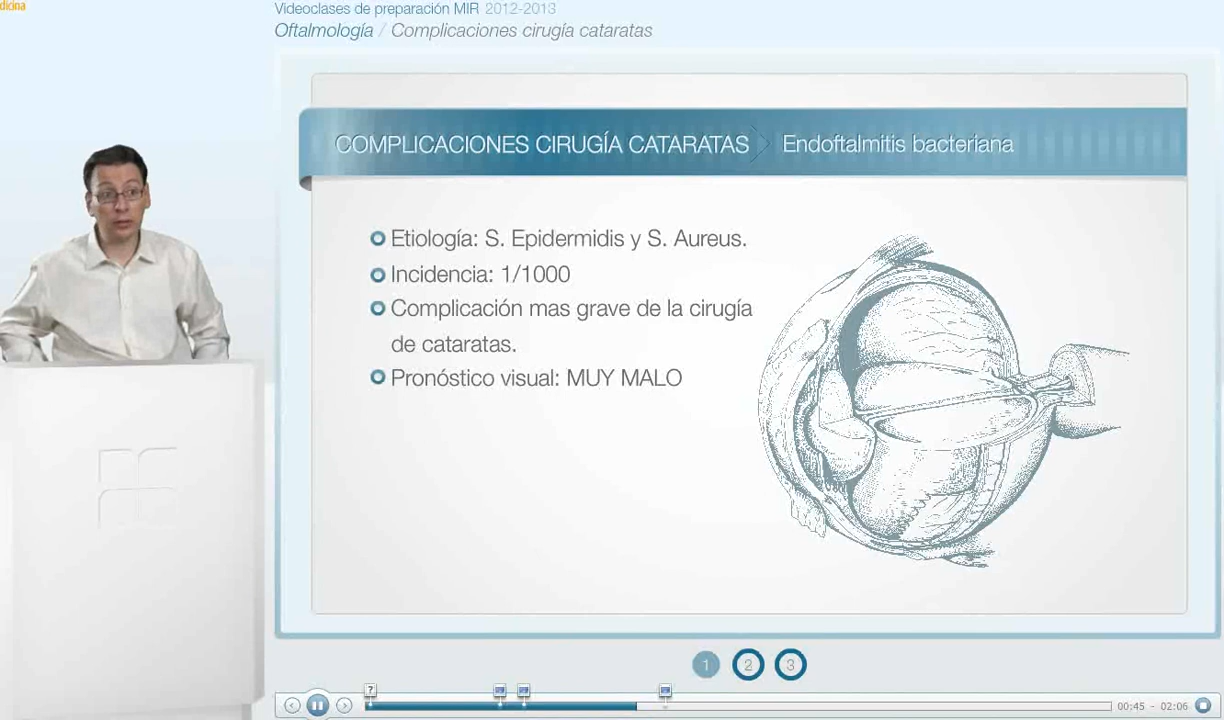 dicina
Videoclases de preparación MIR 2012-2013
Oftalmología / Complicaciones cirugía cataratas
COMPLICACIONES CIRUGÍA CATARATAS Endoftalmitis bacteriana
Etiología: S. Epidermidis y S. Aureus.
Incidencia: 1/1000
Complicación mas grave de la cirugía
de cataratas.
Pronóstico visual: MUY MALO
1 2 3
?
00:45 - 02:06